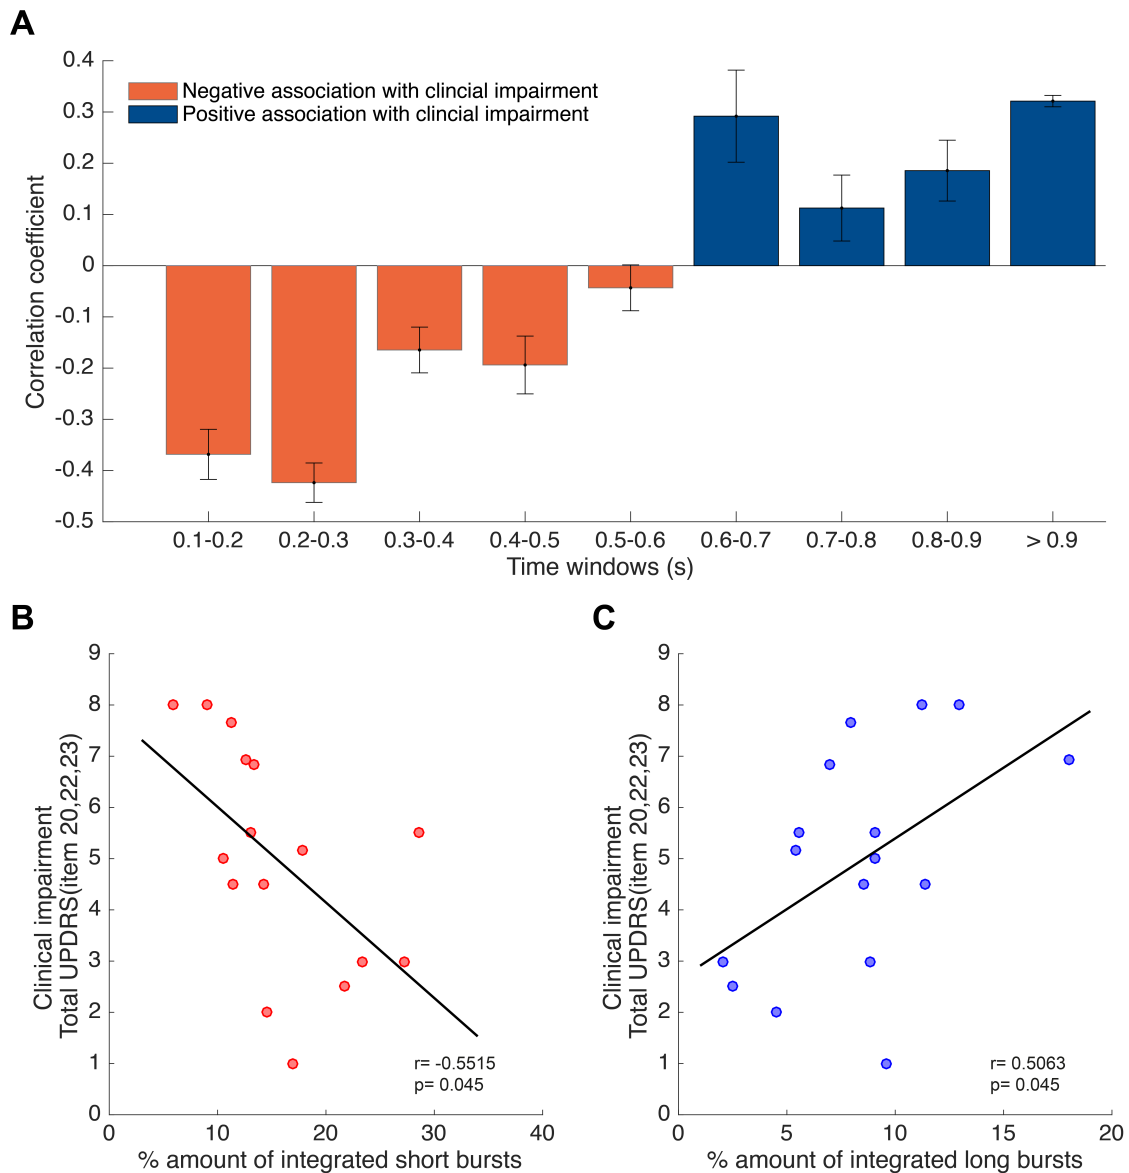 A
0.4
0.3
0.2
0.1
0
-0.1
-0.2
-0.3
-0.4
-0.5
Correlation coefficient
Negative association with clincial impairment
Positive association with clincial impairment
0.1-0.2 0.2-0.3 0.3-0.4 0.4-0.5 0.5-0.6 0.6-0.7 0.7-0.8 0.8-0.9 > 0.9
Time windows (s)
B
9
8
7
6
5
4
3
2
1
0
Clinical impairment
Total UPDRS(item 20,22,23)
r= -0.5515
p= 0.045
0 10 20 30 40
% amount of integrated short bursts
C
9
8
7
6
5
4
3
2
1
0
Clinical impairment
Total UPDRS(item 20,22,23)
r= 0.5063
p= 0.045
0 5 10 15 20
% amount of integrated long bursts